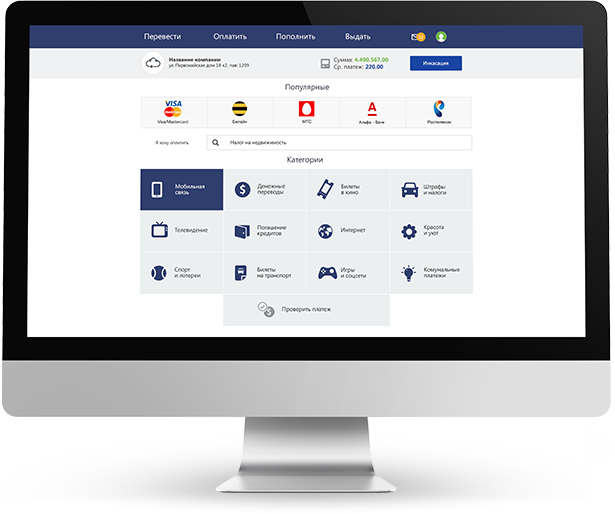 Перевести Оплатить Пополнить Выдать
Название компании
ул. Первомайская дом 18 к2. пав: 1209
Сумма: 4.490.567.00
Ср. платеж: 220.00
Инкасация
Популярные
VISA
MasterCard
Visa/Mastercard
Билайн
МТС
Альфа - Банк
Ростелеком
Я хочу оплатить
Налог на недвижимость
Категории
Мобильная
связь
Денежные
переводы
Билеты
в кино
Штрафы
и налоги
Телевидение
Погашение
кредитов
Интернет
Красота
и уют
Спорт
и лотереи
Билеты
на транспорт
Игры
и соцсети
Комунальные
платежи
Проверить платеж